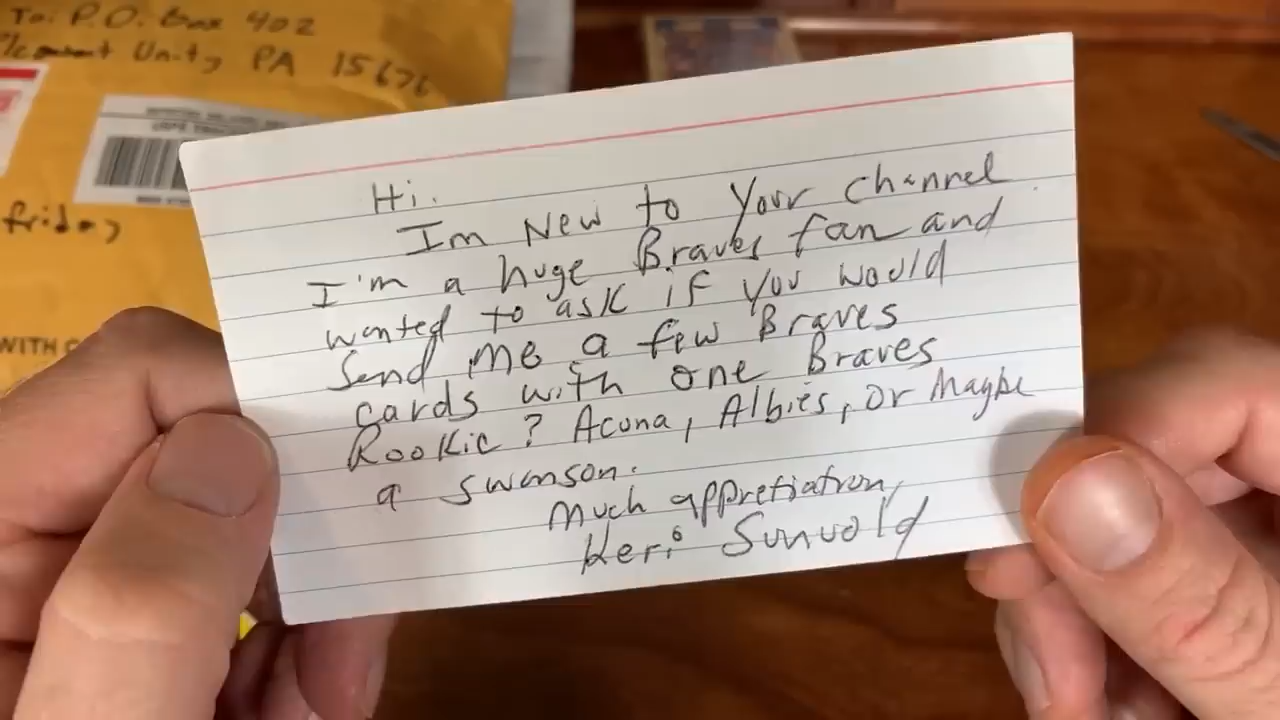 To: P.O. Box 402
Pleasant Unity PA 15676
friday
WITH
Hi.
Im New to Your channel
I'm a huge Braves fan and
wanted to ask if you would
Send me a few Braves
cards with one Braves
Rookie? Acuna, Albies, or Maybe
a swanson.
Much appretiation,
Keri Sunvold